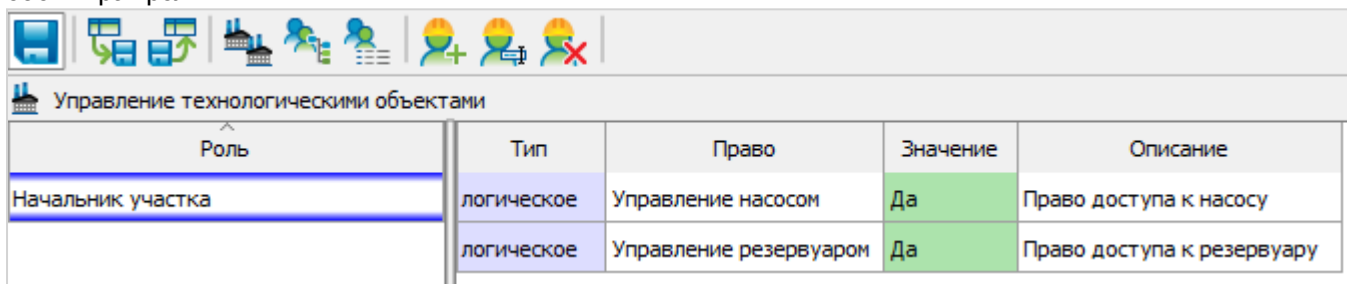 Управление технологическими объектами
Роль Тип Право Значение Описание
Начальник участка логическое Управление насосом Да Право доступа к насосу
логическое Управление резервуаром Да Право доступа к резервуару